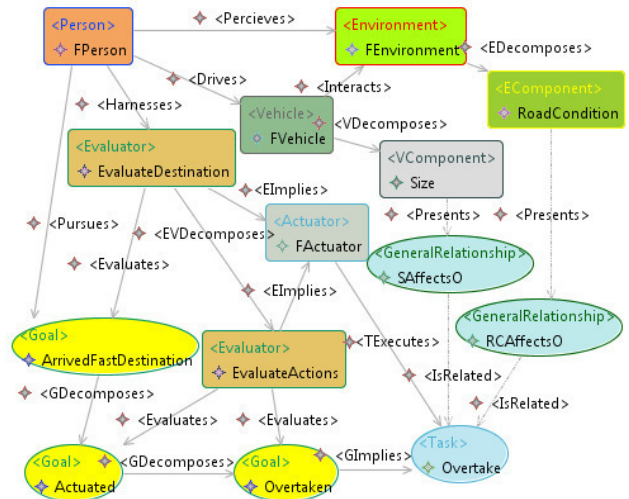 <Person>
FPerson
<Percieves>
<Environment>
FEnvironment
<EDecomposes>
<Drives>
<Interacts>
<EComponent>
RoadCondition
<Harnesses>
<Vehicle>
FVehicle
<VDecomposes>
<Evaluator>
EvaluateDestination
<VComponent>
Size
<EImplies>
<Pursues>
<EVDecomposes>
<Actuator>
FActuator
<Presents>
<Presents>
<Evaluates>
<GeneralRelationship>
SAffectsO
<EImplies>
<Goal>
ArrivedFastDestination
<Evaluator>
EvaluateActions
<TExecutes>
<GeneralRelationship>
RCAffectsO
<GDecomposes>
<IsRelated>
<IsRelated>
<Evaluates>
<Evaluates>
<Goal>
Actuated
<GDecomposes>
<Goal>
Overtaken
<GImplies>
<Task>
Overtake